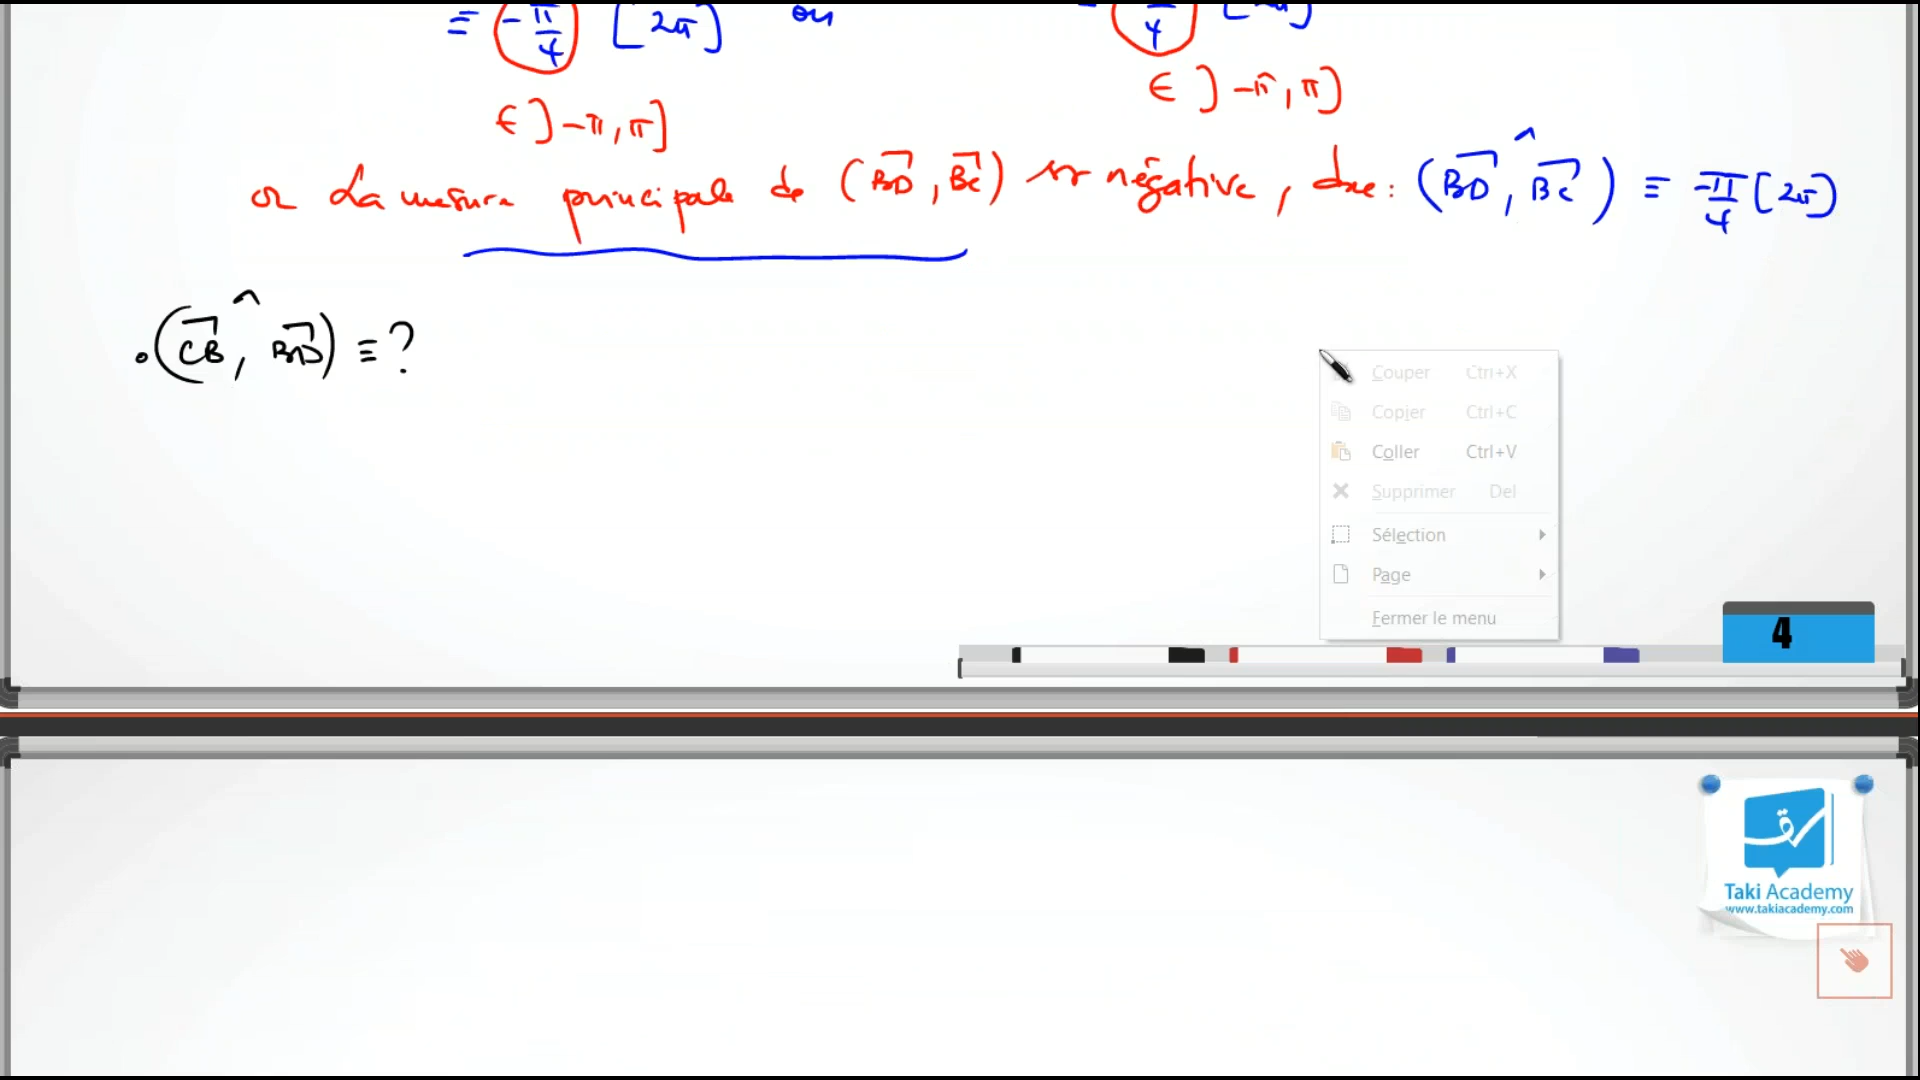 ≡ -π/4 [2π] ou - π/4 [2π]
∈ ]-π, π] ∈ ]-π, π]
or La mesure principale de (BD, BC) est négative, donc : (BD, BC) ≡ -π/4 [2π]
• (CB, BD) ≡ ?
Couper Ctrl+X
Copier Ctrl+C
Coller Ctrl+V
Supprimer Del
Sélection
Page
Fermer le menu
4
Taki Academy
www.takiacademy.com